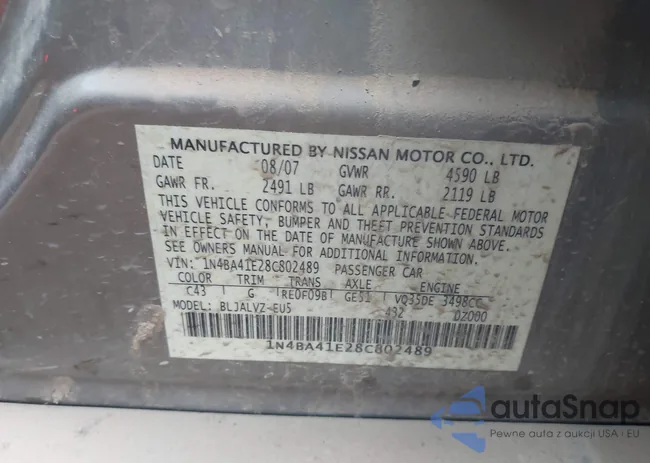 MANUFACTURED BY NISSAN MOTOR CO., LTD.
DATE 08/07 GVWR 4590 LB
GAWR FR. 2491 LB GAWR RR. 2119 LB
THIS VEHICLE CONFORMS TO ALL APPLICABLE FEDERAL MOTOR
VEHICLE SAFETY, BUMPER AND THEFT PREVENTION STANDARDS
IN EFFECT ON THE DATE OF MANUFACTURE SHOWN ABOVE.
SEE OWNERS MANUAL FOR ADDITIONAL INFORMATION.
VIN: 1N4BA41E28C802489 PASSENGER CAR
COLOR TRIM TRANS AXLE ENGINE
C43 G RE0F09B GE51 VQ35DE 3498CC
MODEL: BLJALVZ-EU5 492 DZ000
1N4BA41E28C802489
autaSnap
Pewne auta z aukcji USA i EU